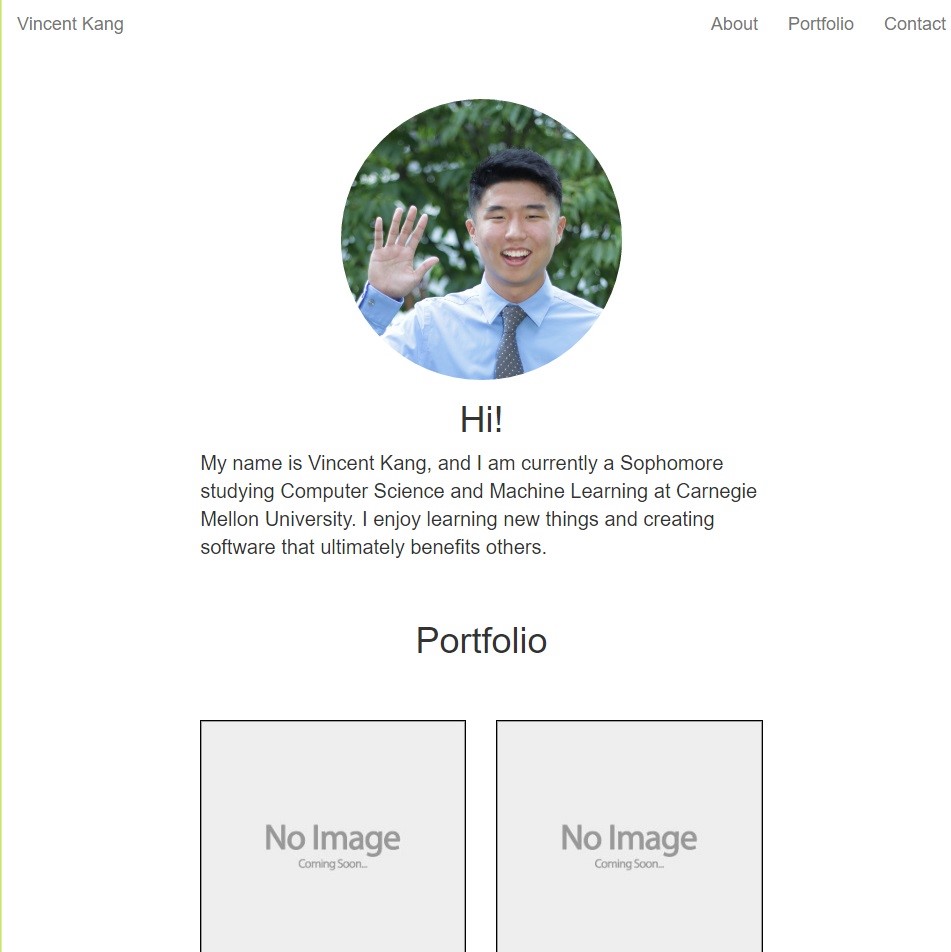 Vincent Kang
About Portfolio Contact
Hi!
My name is Vincent Kang, and I am currently a Sophomore
studying Computer Science and Machine Learning at Carnegie
Mellon University. I enjoy learning new things and creating
software that ultimately benefits others.
Portfolio
No Image
Coming Soon...
No Image
Coming Soon...